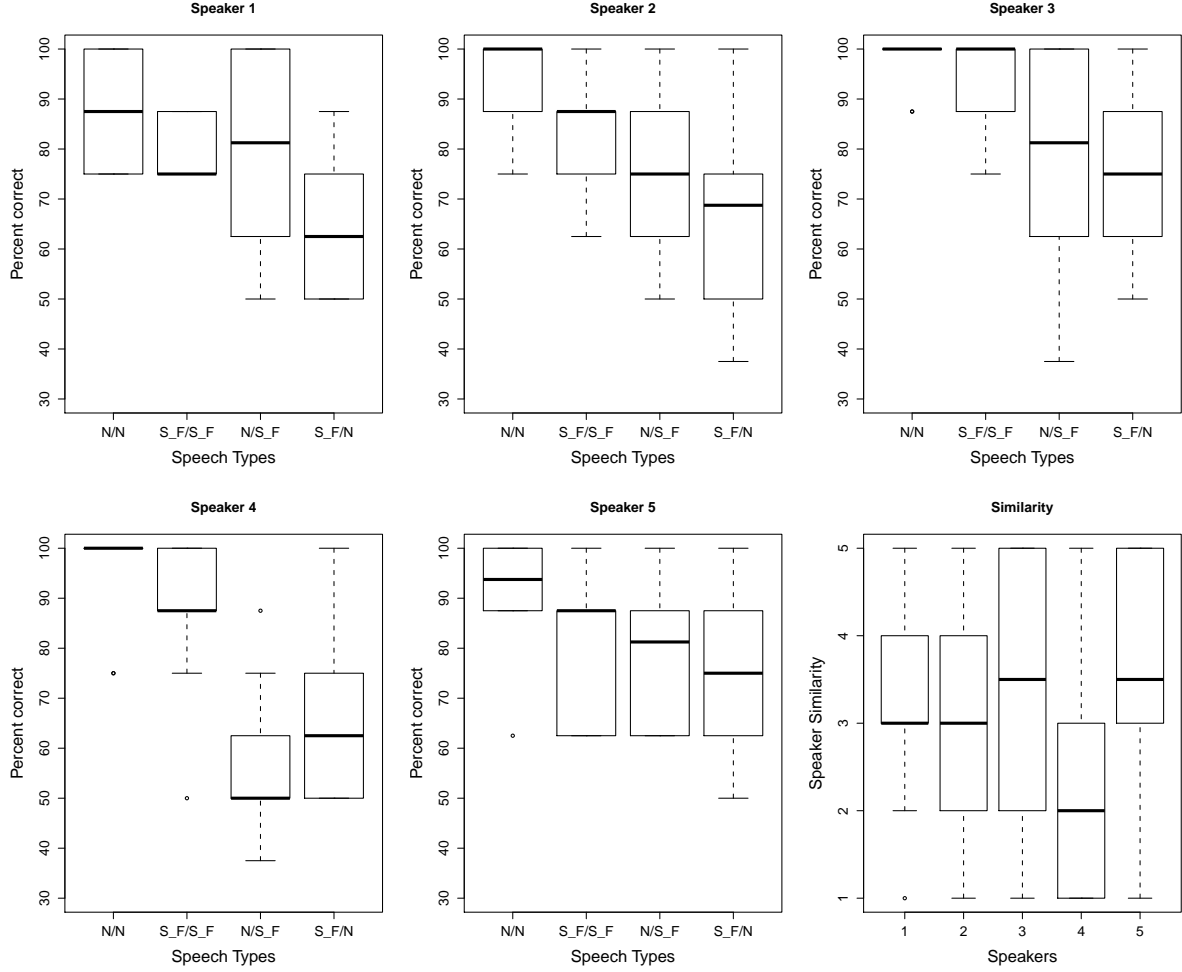 Speaker 1
Percent correct
100
90
80
70
60
50
40
30
N/N S_F/S_F N/S_F S_F/N
Speech Types
Speaker 2
Percent correct
100
90
80
70
60
50
40
30
N/N S_F/S_F N/S_F S_F/N
Speech Types
Speaker 3
Percent correct
100
90
80
70
60
50
40
30
N/N S_F/S_F N/S_F S_F/N
Speech Types
Speaker 4
Percent correct
100
90
80
70
60
50
40
30
N/N S_F/S_F N/S_F S_F/N
Speech Types
Speaker 5
Percent correct
100
90
80
70
60
50
40
30
N/N S_F/S_F N/S_F S_F/N
Speech Types
Similarity
Speaker Similarity
5
4
3
2
1
1 2 3 4 5
Speakers